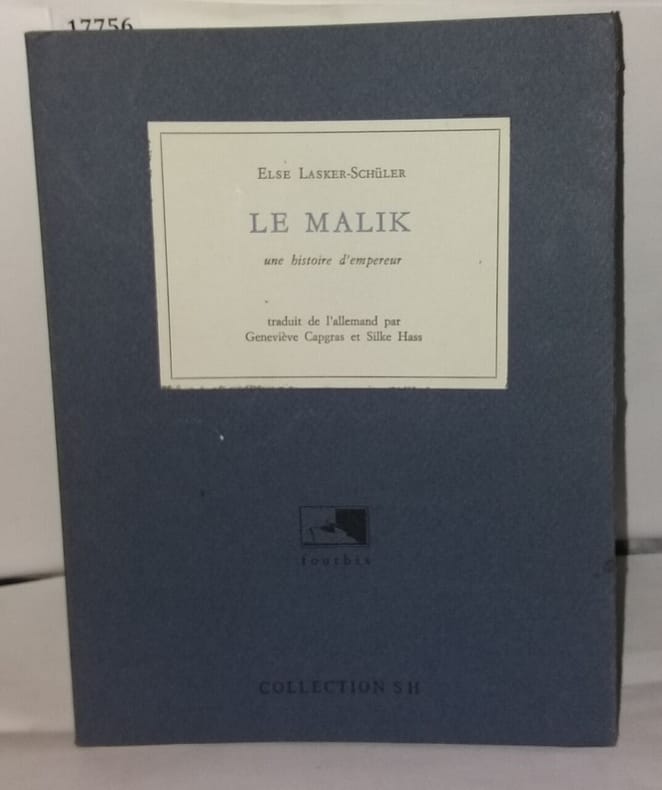 17756
ELSE LASKER-SCHÜLER
LE MALIK
une histoire d'empereur
traduit de l'allemand par
Geneviève Capgras et Silke Hass
fourbis
COLLECTION SH